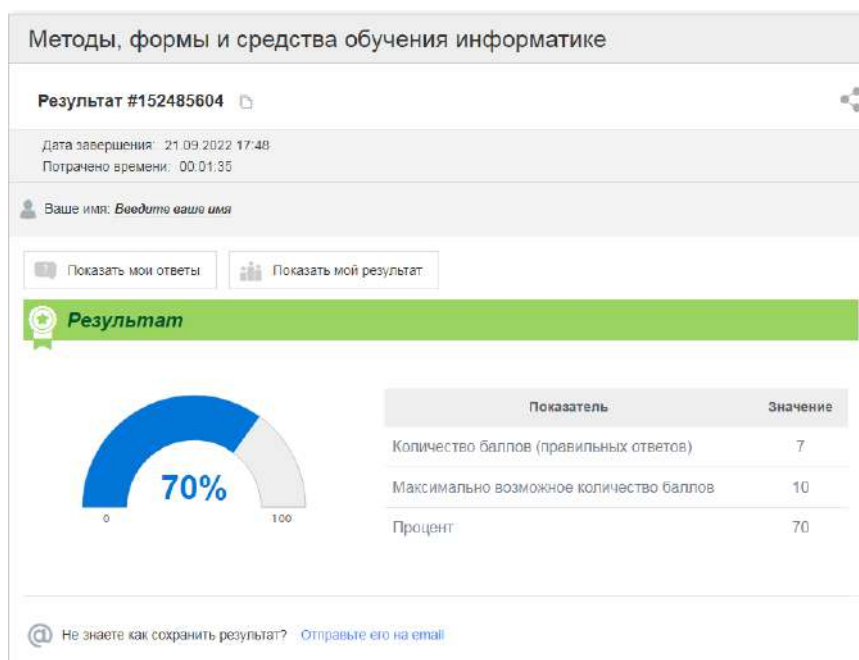 Методы, формы и средства обучения информатике
Результат #152485604
Дата завершения: 21.09.2022 17:48
Потрачено времени: 00:01:35
Ваше имя: Введите ваше имя
Показать мои ответы Показать мой результат
Результат
Показатель Значение
Количество баллов (правильных ответов) 7
Максимально возможное количество баллов 10
Процент 70
70%
0 100
@ Не знаете как сохранить результат? Отправьте его на email